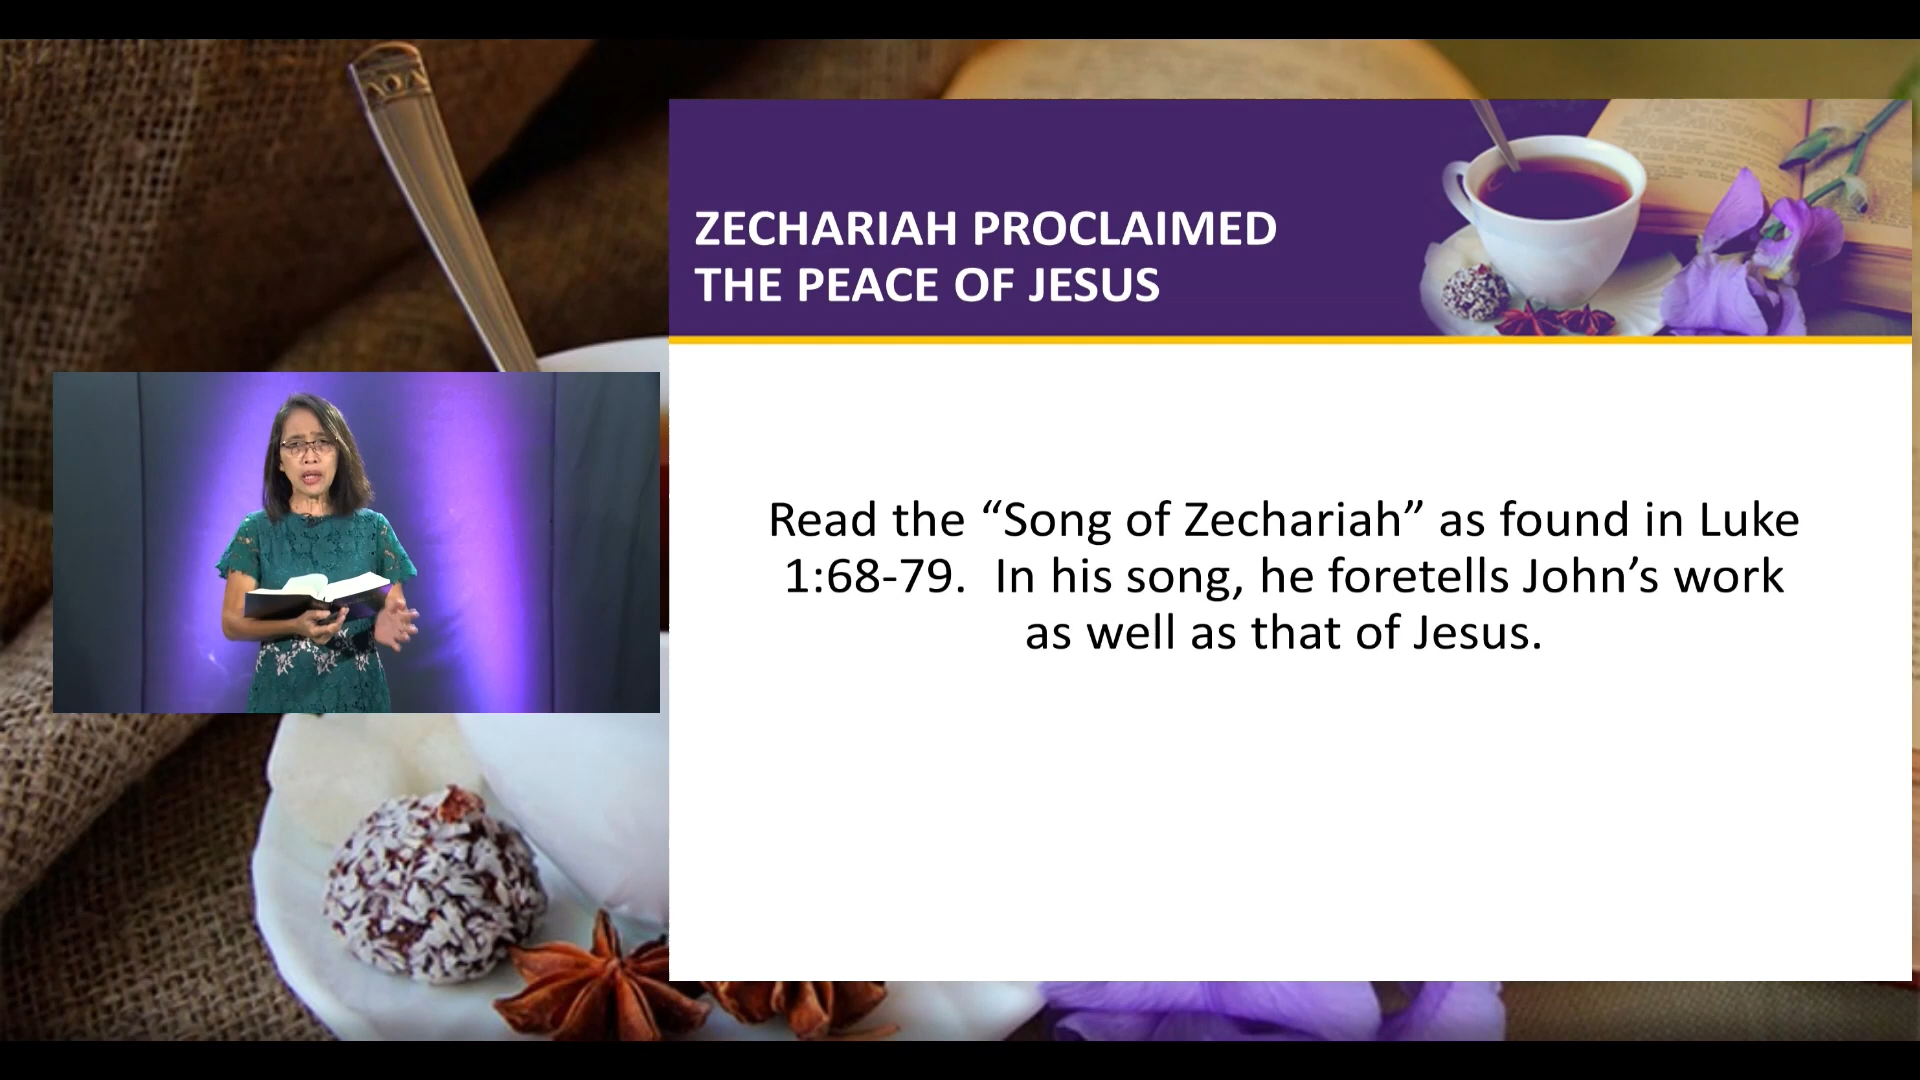 ZECHARIAH PROCLAIMED
THE PEACE OF JESUS
Read the “Song of Zechariah” as found in Luke
1:68-79.  In his song, he foretells John’s work
as well as that of Jesus.